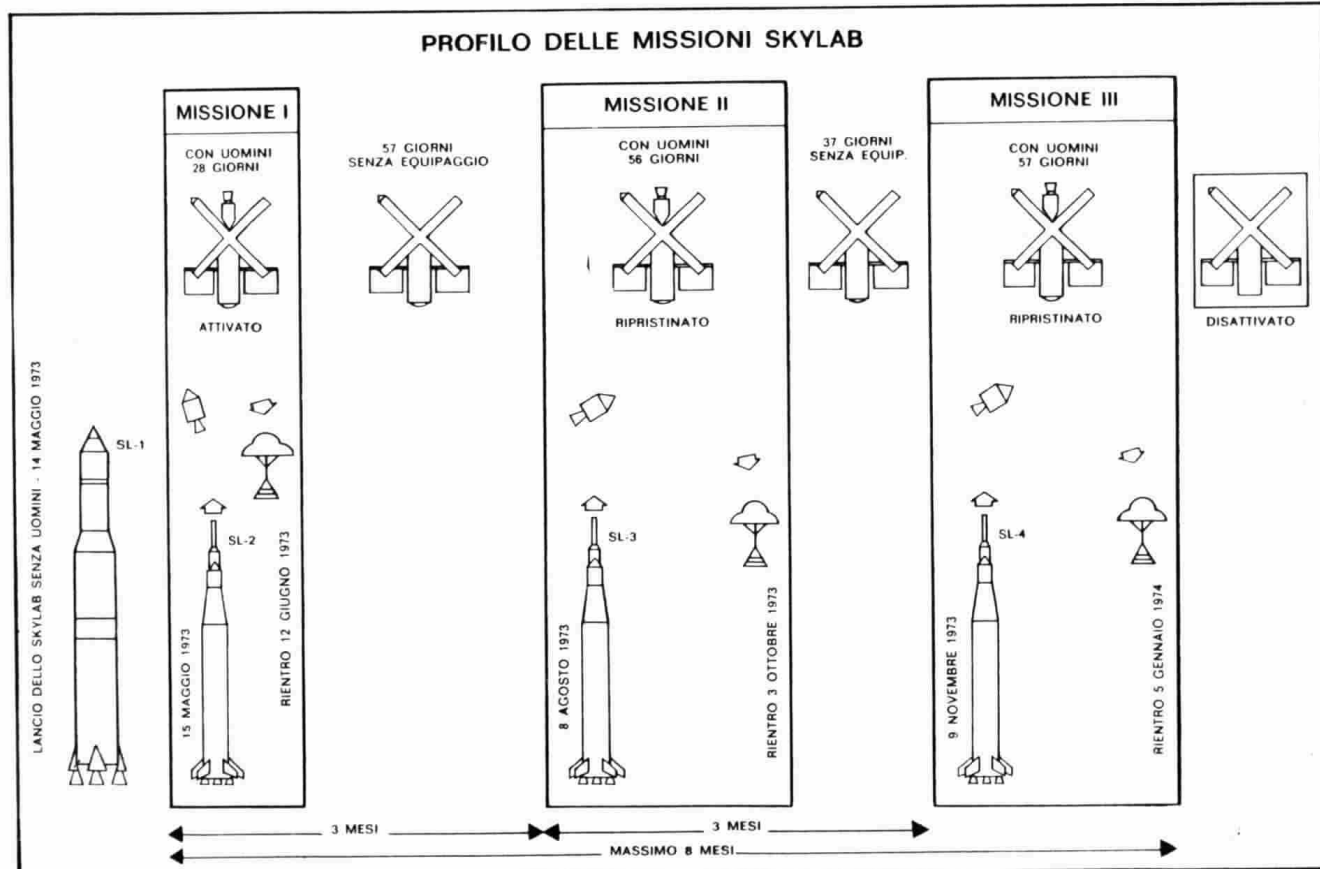 PROFILO DELLE MISSIONI SKYLAB
MISSIONE I
MISSIONE II
MISSIONE III
CON UOMINI
28 GIORNI
57 GIORNI
SENZA EQUIPAGGIO
CON UOMINI
56 GIORNI
37 GIORNI
SENZA EQUIP.
CON UOMINI
57 GIORNI
ATTIVATO
RIPRISTINATO
RIPRISTINATO
DISATTIVATO
LANCIO DELLO SKYLAB SENZA UOMINI - 14 MAGGIO 1973
SL-1
15 MAGGIO 1973
SL-2
RIENTRO 12 GIUGNO 1973
8 AGOSTO 1973
SL-3
RIENTRO 3 OTTOBRE 1973
9 NOVEMBRE 1973
SL-4
RIENTRO 5 GENNAIO 1974
3 MESI
3 MESI
MASSIMO 8 MESI